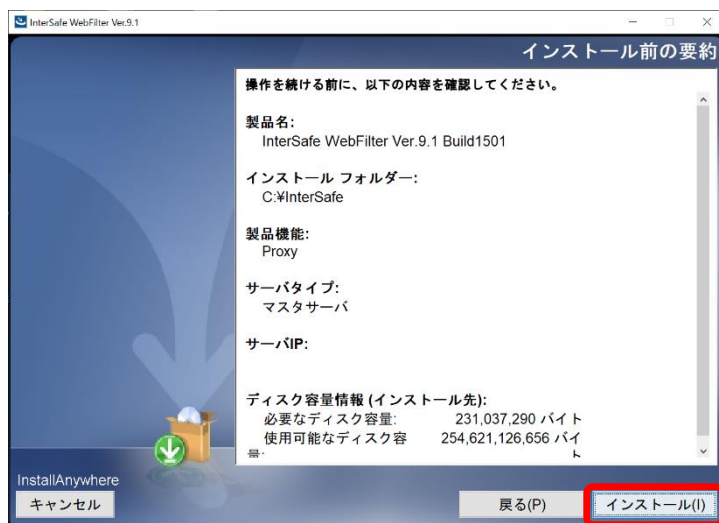 InterSafe WebFilter Ver.9.1
インストール前の要約
操作を続ける前に、以下の内容を確認してください。
製品名:
InterSafe WebFilter Ver.9.1 Build1501
インストール フォルダー:
C:¥InterSafe
製品機能:
Proxy
サーバタイプ:
マスタサーバ
サーバIP:
ディスク容量情報 (インストール先):
必要なディスク容量: 231,037,290 バイト
使用可能なディスク容 254,621,126,656 バイ
量: ト
InstallAnywhere
キャンセル 戻る(P) インストール(I)